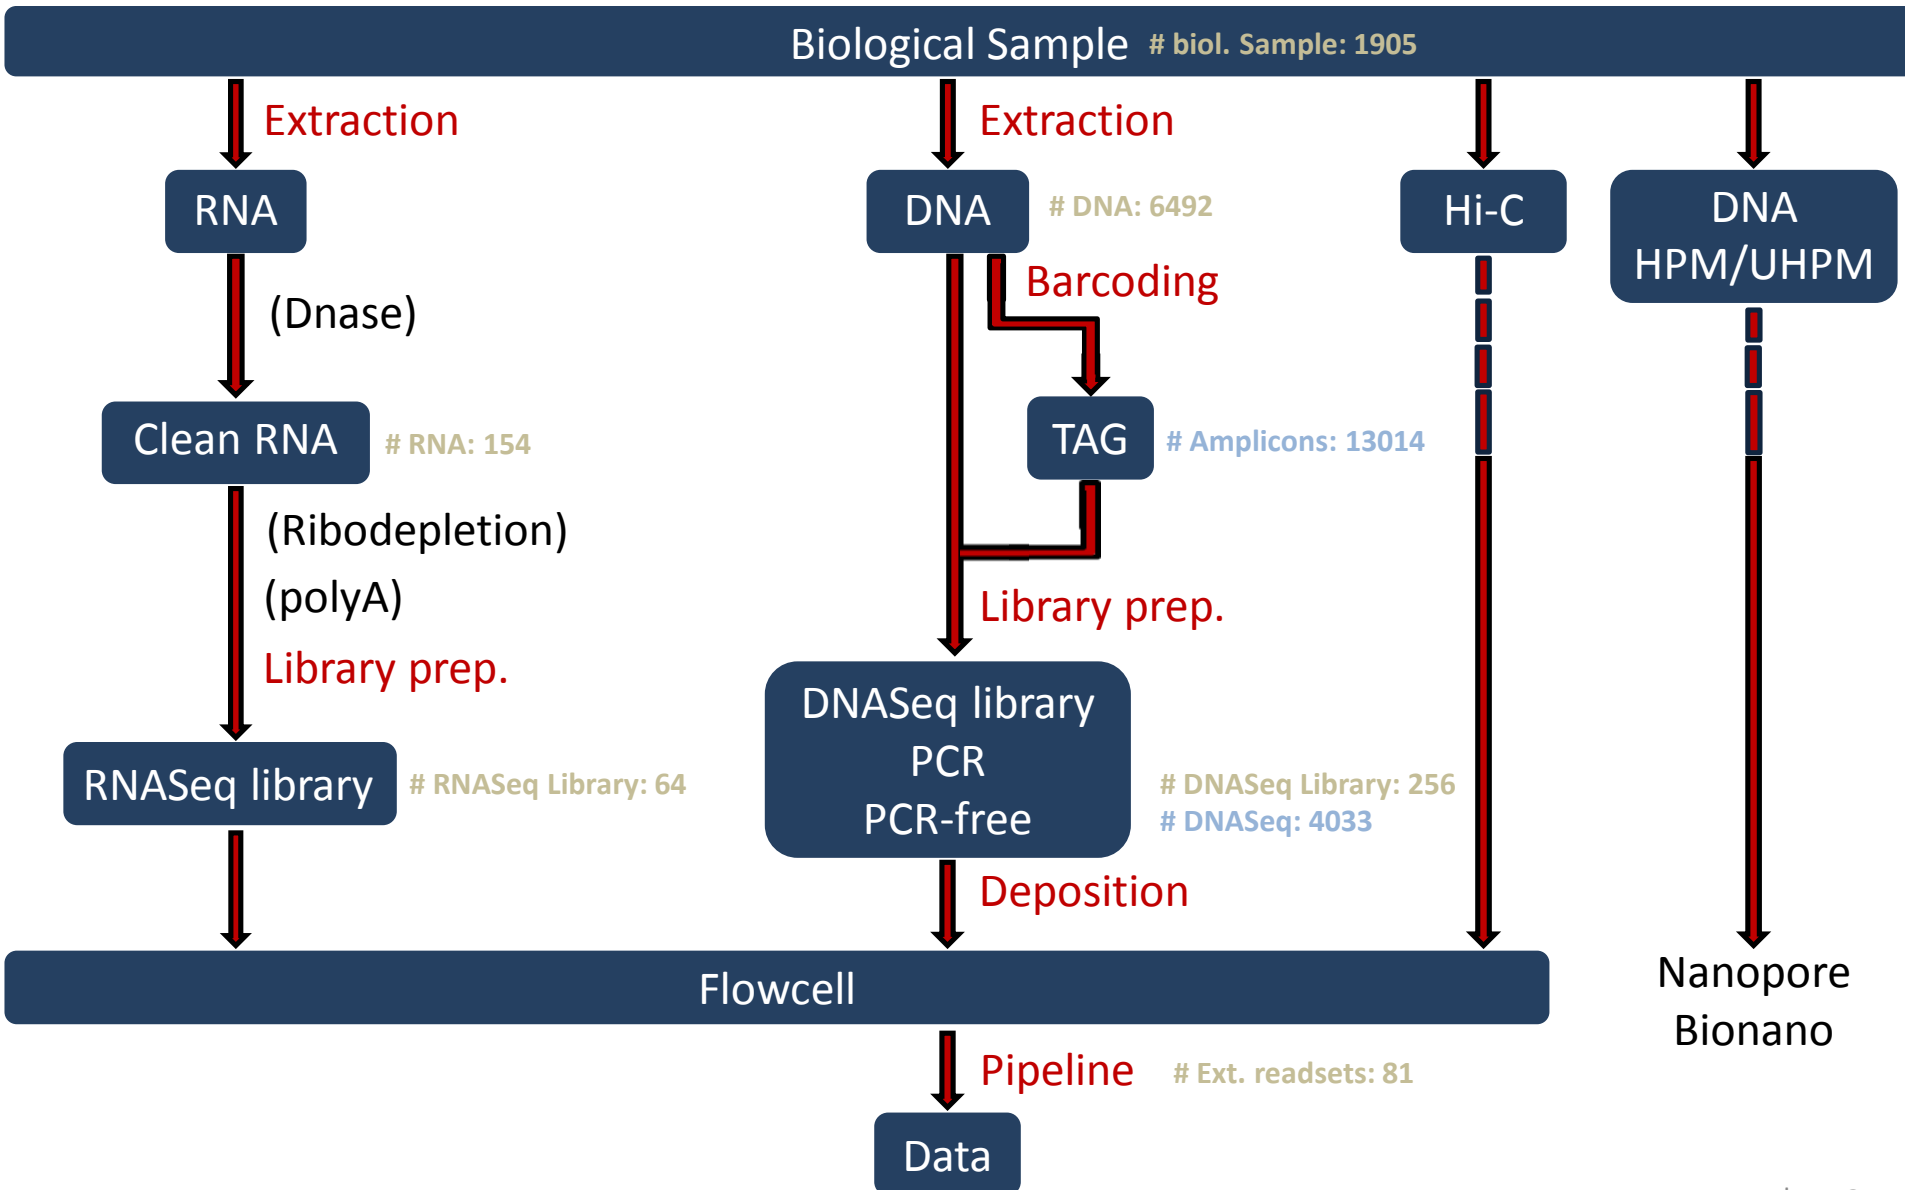 Biological Sample # biol. Sample: 1905
Extraction
Extraction
RNA
DNA
# DNA: 6492
Hi-C
DNA
HPM/UHPM
(Dnase)
Barcoding
Clean RNA
# RNA: 154
TAG
# Amplicons: 13014
(Ribodepletion)
(polyA)
Library prep.
Library prep.
RNASeq library
# RNASeq Library: 64
DNASeq library
PCR
PCR-free
# DNASeq Library: 256
# DNASeq: 4033
Deposition
Flowcell
Nanopore
Bionano
Pipeline
# Ext. readsets: 81
Data